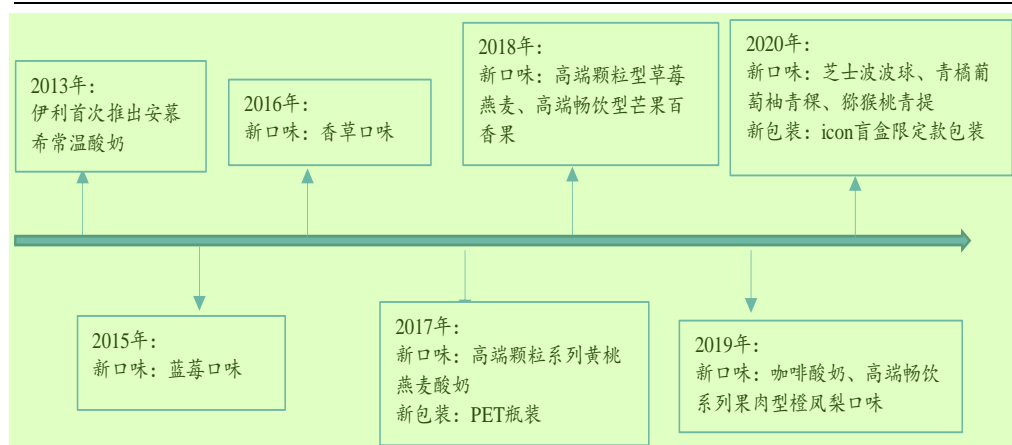 2013年：
伊利首次推出安慕
希常温酸奶
2016年：
新口味：香草口味
2018年：
新口味：高端颗粒型草莓
燕麦、高端畅饮型芒果百
香果
2020年：
新口味：芝士波波球、青橘葡
萄柚青稞、猕猴桃青提
新包装：icon盲盒限定款包装
2015年：
新口味：蓝莓口味
2017年：
新口味：高端颗粒系列黄桃
燕麦酸奶
新包装：PET瓶装
2019年：
新口味：咖啡酸奶、高端畅饮
系列果肉型橙凤梨口味